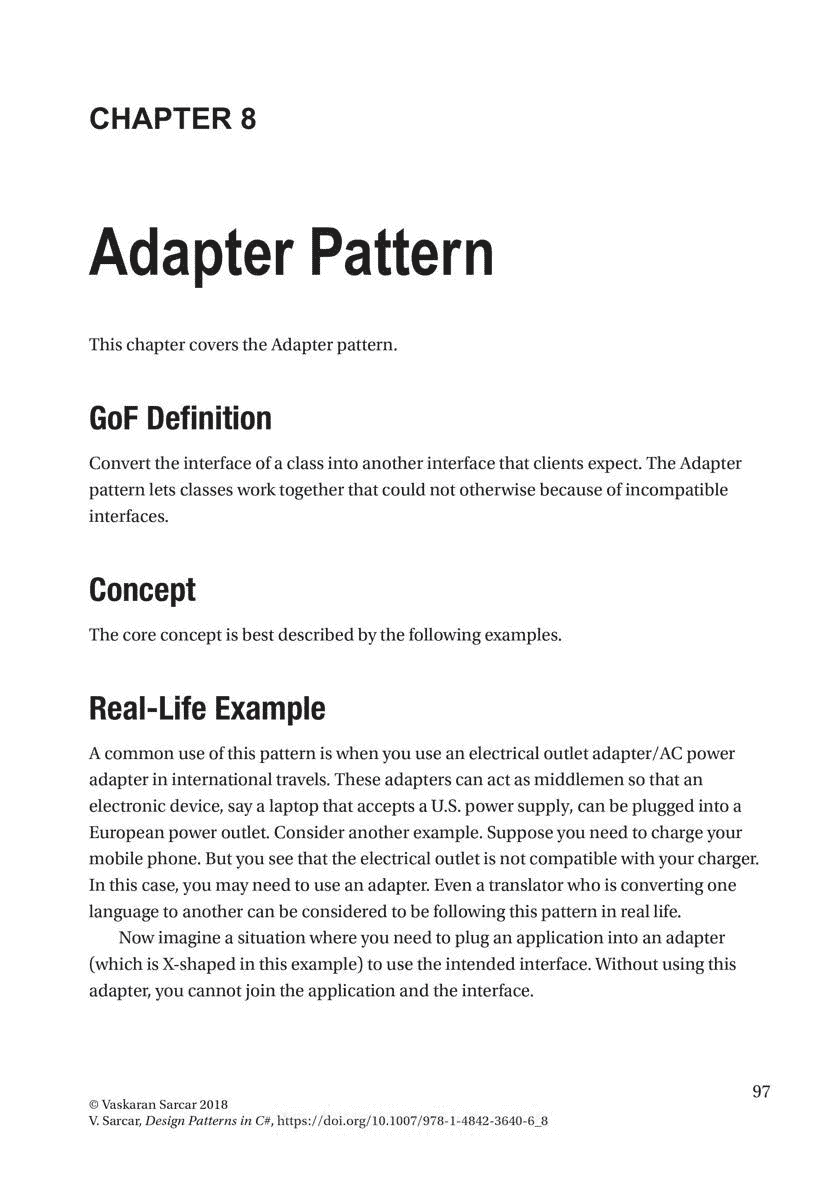 CHAPTER 8
Adapter Pattern
This chapter covers the Adapter pattern.
GoF Definition
Convert the interface of a class into another interface that clients expect. The Adapter
pattern lets classes work together that could not otherwise because of incompatible
interfaces.
Concept
The core concept is best described by the following examples.
Real-Life Example
A common use of this pattern is when you use an electrical outlet adapter/AC power
adapter in international travels. These adapters can act as middlemen so that an
electronic device, say a laptop that accepts a U.S. power supply, can be plugged into a
European power outlet. Consider another example. Suppose you need to charge your
mobile phone. But you see that the electrical outlet is not compatible with your charger.
In this case, you may need to use an adapter. Even a translator who is converting one
language to another can be considered to be following this pattern in real life.
Now imagine a situation where you need to plug an application into an adapter
(which is X-shaped in this example) to use the intended interface. Without using this
adapter, you cannot join the application and the interface.
97
© Vaskaran Sarcar 2018
V. Sarcar, Design Patterns in C#, https://doi.org/10.1007/978-1-4842-3640-6_8